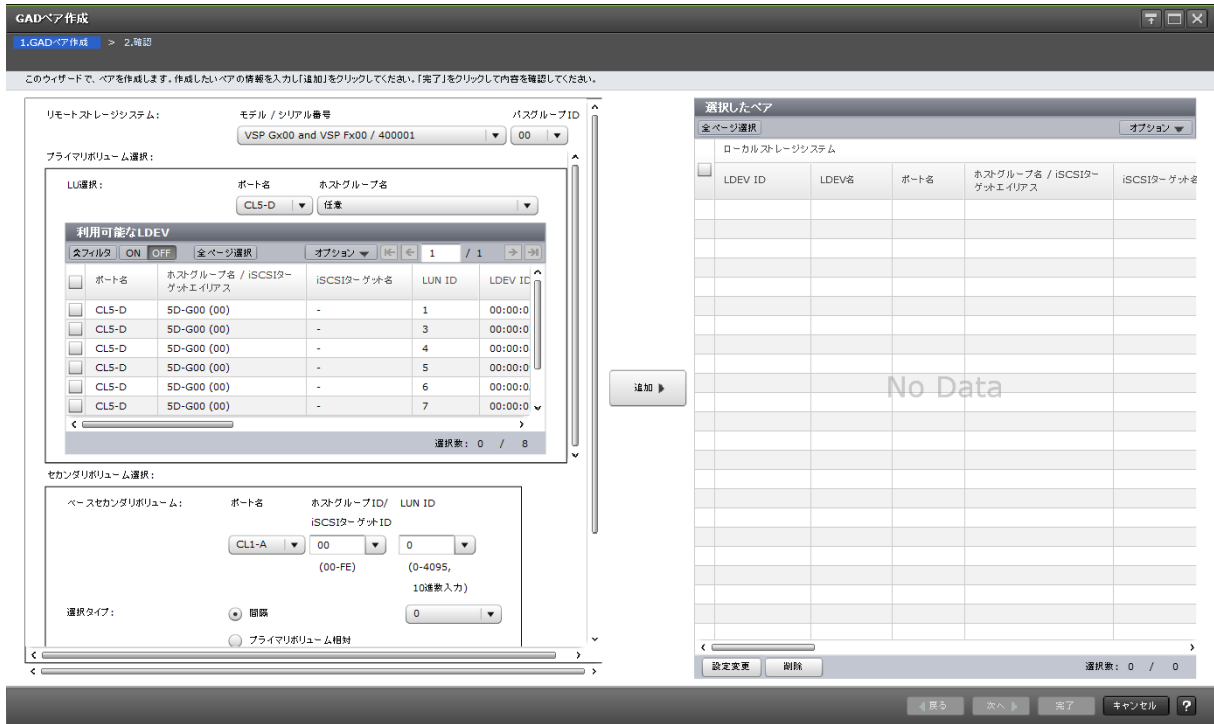 GADペア作成
1.GADペア作成 > 2.確認
このウィザードで、ペアを作成します。作成したいペアの情報を入力し「追加」をクリックしてください。「完了」をクリックして内容を確認してください。
リモートストレージシステム: モデル / シリアル番号 パスグループID
VSP Gx00 and VSP Fx00 / 400001 00
プライマリボリューム選択:
LU選択: ポート名 ホストグループ名
CL5-D 任意
利用可能なLDEV
フィルタ ON OFF 全ページ選択 オプション 1 / 1
ポート名 ホストグループ名 / iSCSIターゲットエイリアス iSCSIターゲット名 LUN ID LDEV ID
CL5-D 5D-G00 (00) - 1 00:00:0
CL5-D 5D-G00 (00) - 3 00:00:0
CL5-D 5D-G00 (00) - 4 00:00:0
CL5-D 5D-G00 (00) - 5 00:00:0
CL5-D 5D-G00 (00) - 6 00:00:0
CL5-D 5D-G00 (00) - 7 00:00:0
選択数: 0 / 8
セカンダリボリューム選択:
ベースセカンダリボリューム: ポート名 ホストグループID/ LUN ID
iSCSIターゲットID
CL1-A 00 0
(00-FE) (0-4095,
10進数入力)
選択タイプ: 間隔 0
プライマリボリューム相対
追加
選択したペア
全ページ選択 オプション
ローカルストレージシステム
LDEV ID LDEV名 ポート名 ホストグループ名 / iSCSIターゲットエイリアス iSCSIターゲット名
No Data
設定変更 削除 選択数: 0 / 0
戻る 次へ 完了 キャンセル ?